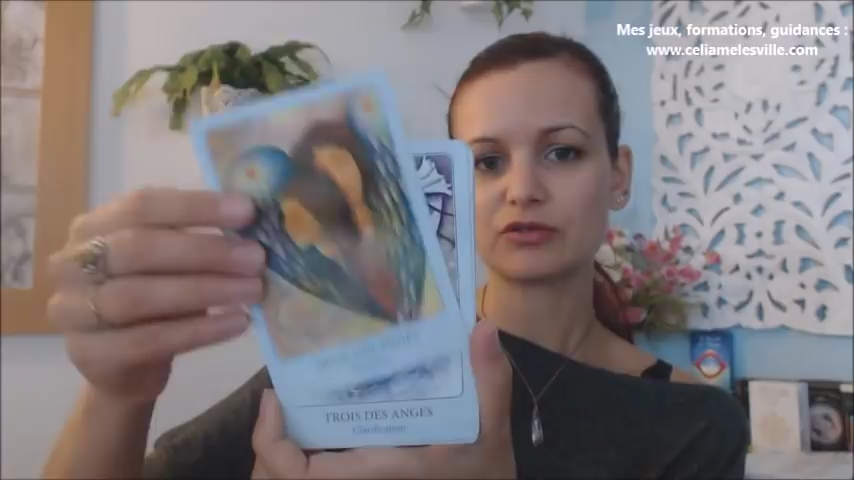 Mes jeux, formations, guidances :
www.celiamelesville.com
TROIS DES ANGES
Clarification